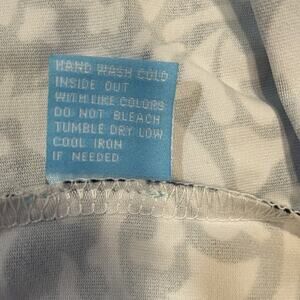 HAND WASH COLD
INSIDE OUT
WITH LIKE COLORS
DO NOT BLEACH
TUMBLE DRY LOW
COOL IRON
IF NEEDED